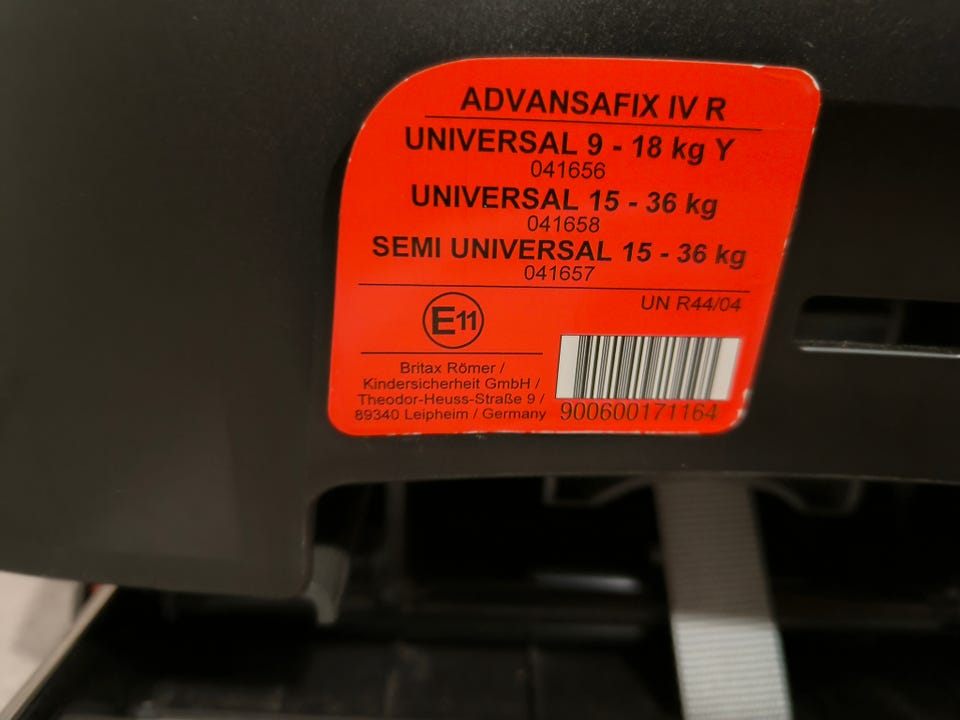 ADVANSAFIX IV R
UNIVERSAL 9 - 18 kg Y
041656
UNIVERSAL 15 - 36 kg
041658
SEMI UNIVERSAL 15 - 36 kg
041657
UN R44/04
E11
Britax Römer /
Kindersicherheit GmbH /
Theodor-Heuss-Straße 9 /
89340 Leipheim / Germany
900600171164